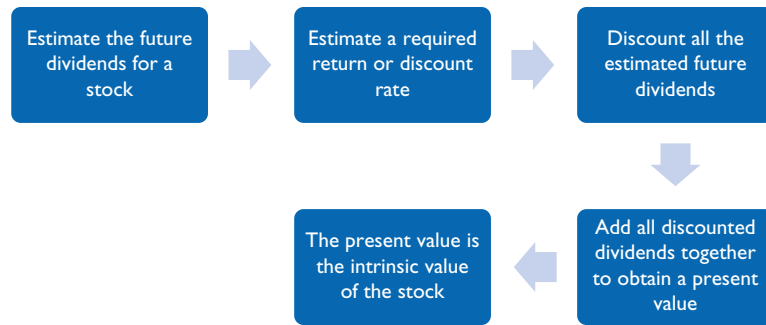 Estimate the future
dividends for a
stock
Estimate a required
return or discount
rate
Discount all the
estimated future
dividends
Add all discounted
dividends together
to obtain a present
value
The present value is
the intrinsic value
of the stock